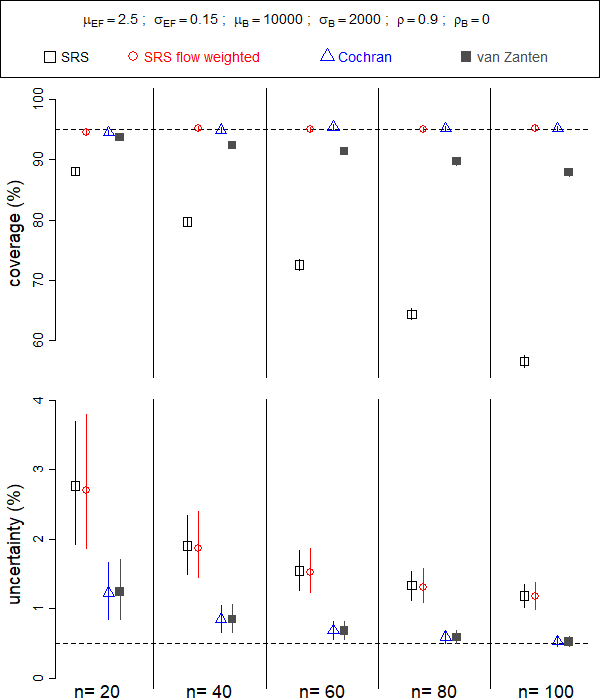 μEF = 2.5 ; σEF = 0.15 ; μB = 10000 ; σB = 2000 ; ρ = 0.9 ; ρB = 0
SRS SRS flow weighted Cochran van Zanten
coverage (%)
100
90
80
70
60
uncertainty (%)
4
3
2
1
0
n= 20 n= 40 n= 60 n= 80 n= 100